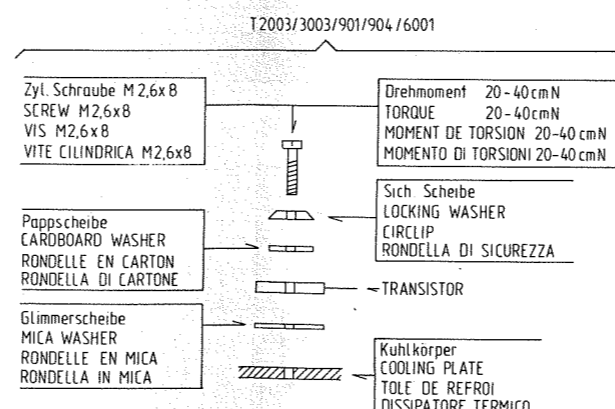 T2003/3003/901/904/6001
Zyl. Schraube M 2,6x8
SCREW M2,6x8
VIS M2,6x8
VITE CILINDRICA M2,6x8
Drehmoment 20-40cmN
TORQUE 20-40cmN
MOMENT DE TORSION 20-40cmN
MOMENTO DI TORSIONI 20-40cmN
Sich. Scheibe
LOCKING WASHER
CIRCLIP
RONDELLA DI SICUREZZA
Pappscheibe
CARDBOARD WASHER
RONDELLE EN CARTON
RONDELLA DI CARTONE
TRANSISTOR
Glimmerscheibe
MICA WASHER
RONDELLE EN MICA
RONDELLA IN MICA
Kuhlkörper
COOLING PLATE
TOLE DE REFROI
DISSIPATORE TERMICO